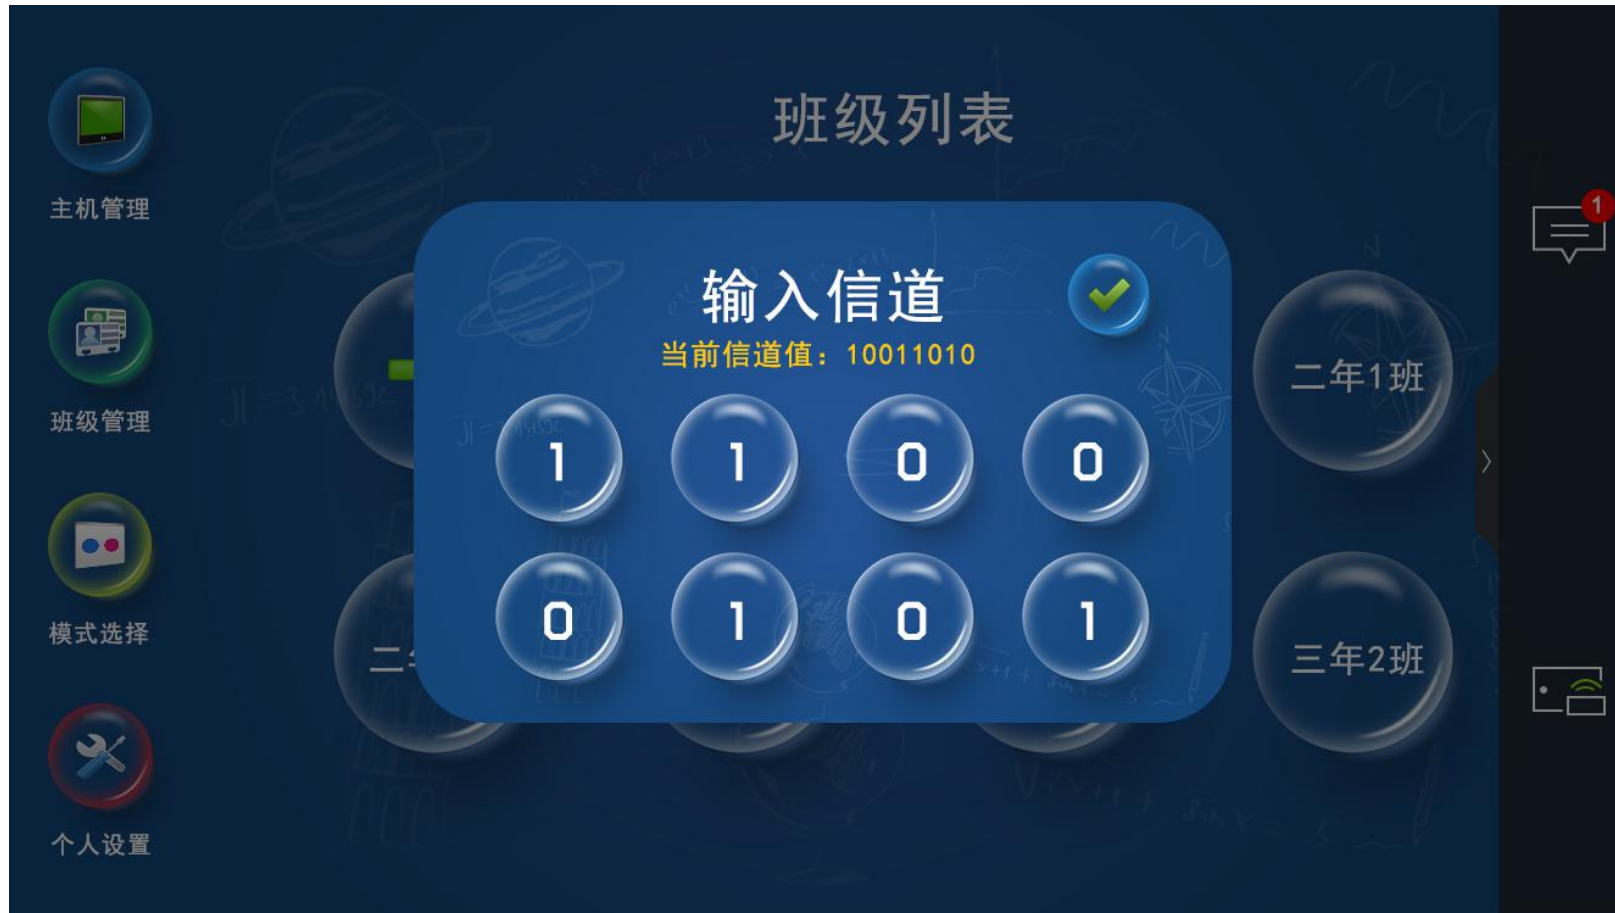 班级列表
主机管理
1
输入信道
当前信道值：10011010
二年1班
班级管理
1 1 0 0
0 1 0 1
模式选择
二
三年2班
个人设置